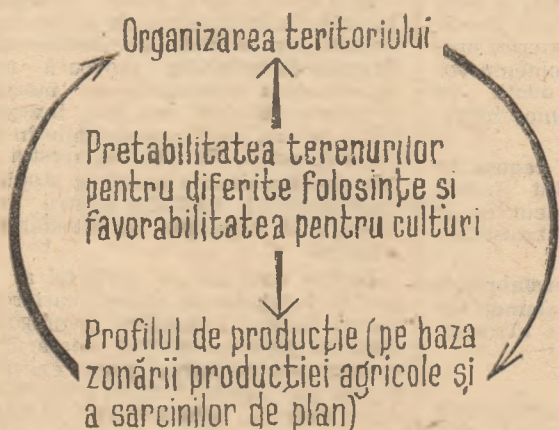 Organizarea teritoriului
Pretabilitatea terenurilor
pentru diferite folosințe și
favorabilitatea pentru culturi
Profilul de producție (pe baza
zonării producției agricole și
a sarcinilor de plan)